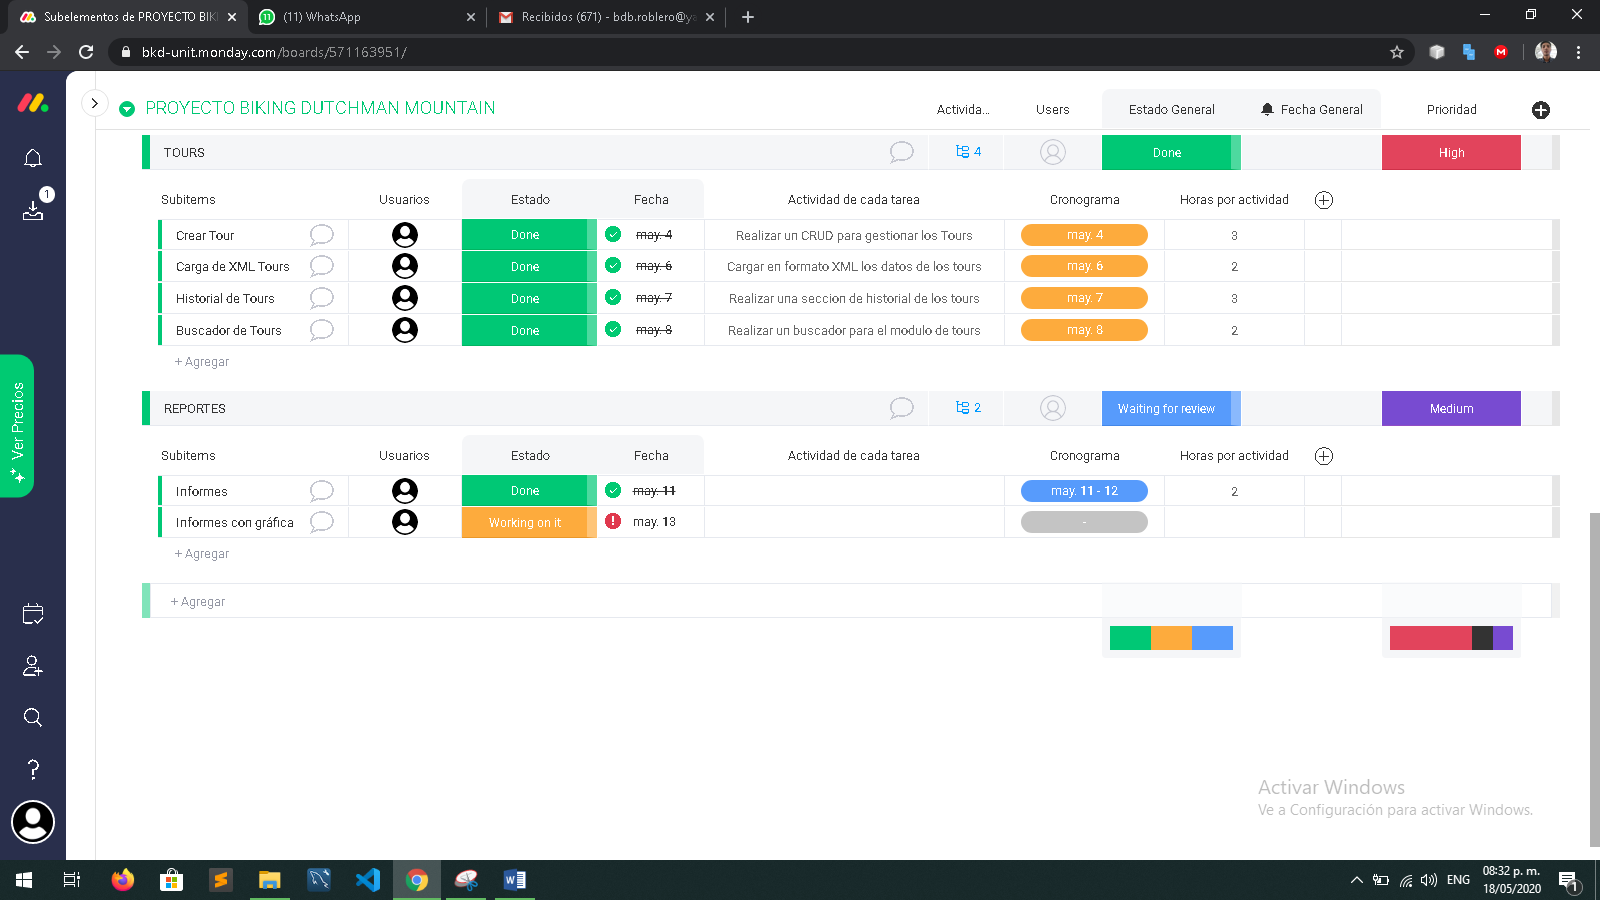 Subelementos de PROYECTO BIK
(11) WhatsApp
Recibidos (671) - bdb.roblero@ya
bkd-unit.monday.com/boards/571163951/
PROYECTO BIKING DUTCHMAN MOUNTAIN
Activida... Users Estado General Fecha General Prioridad
TOURS 4 Done High
Subitems Usuarios Estado Fecha Actividad de cada tarea Cronograma Horas por actividad
Crear Tour Done may. 4 Realizar un CRUD para gestionar los Tours may. 4 3
Carga de XML Tours Done may. 6 Cargar en formato XML los datos de los tours may. 6 2
Historial de Tours Done may. 7 Realizar una seccion de historial de los tours may. 7 3
Buscador de Tours Done may. 8 Realizar un buscador para el modulo de tours may. 8 2
+ Agregar
REPORTES 2 Waiting for review Medium
Subitems Usuarios Estado Fecha Actividad de cada tarea Cronograma Horas por actividad
Informes Done may. 11 may. 11 - 12 2
Informes con gráfica Working on it may. 13 -
+ Agregar
+ Agregar
1
Ver Precios
Activar Windows
Ve a Configuración para activar Windows.
ENG
08:32 p. m.
18/05/2020
1